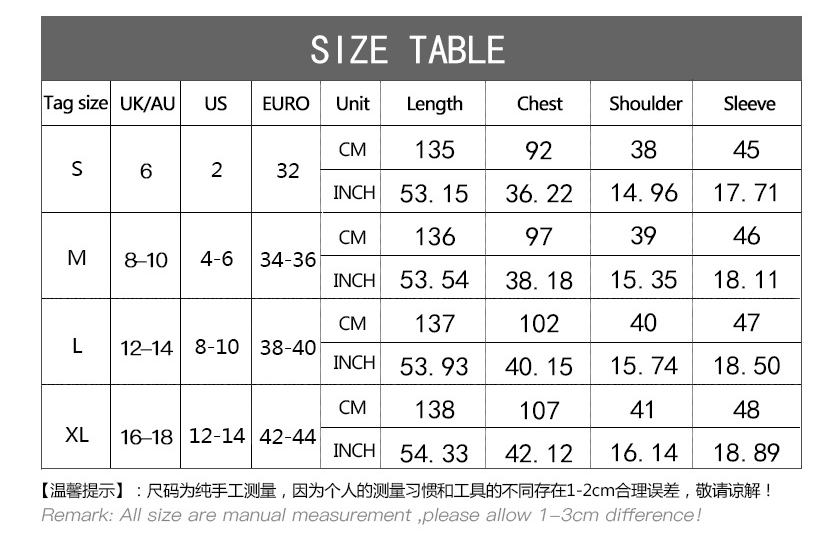 SIZE TABLE
Tag size UK/AU US EURO Unit Length Chest Shoulder Sleeve
S 6 2 32 CM 135 92 38 45
INCH 53.15 36.22 14.96 17.71
M 8-10 4-6 34-36 CM 136 97 39 46
INCH 53.54 38.18 15.35 18.11
L 12-14 8-10 38-40 CM 137 102 40 47
INCH 53.93 40.15 15.74 18.50
XL 16-18 12-14 42-44 CM 138 107 41 48
INCH 54.33 42.12 16.14 18.89
【温馨提示】：尺码为纯手工测量，因为个人的测量习惯和工具的不同存在1-2cm合理误差，敬请谅解！
Remark: All size are manual measurement ,please allow 1-3cm difference!